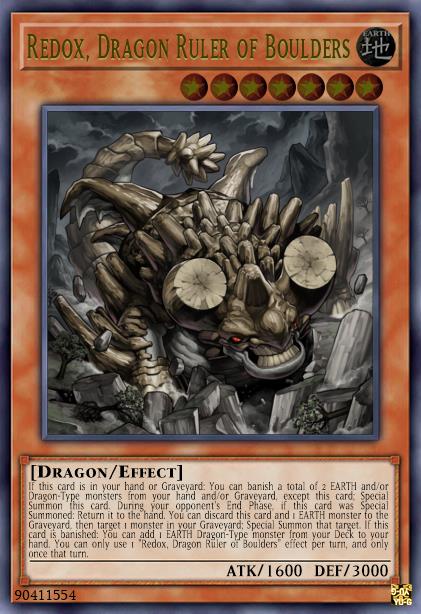 Redox, Dragon Ruler of Boulders
EARTH
地
[Dragon/Effect]
If this card is in your hand or Graveyard: You can banish a total of 2 EARTH and/or
Dragon-Type monsters from your hand and/or Graveyard, except this card; Special
Summon this card. During your opponent's End Phase, if this card was Special
Summoned: Return it to the hand. You can discard this card and 1 EARTH monster to the
Graveyard, then target 1 monster in your Graveyard; Special Summon that target. If this
card is banished: You can add 1 EARTH Dragon-Type monster from your Deck to your
hand. You can only use 1 "Redox, Dragon Ruler of Boulders" effect per turn, and only
once that turn.
ATK/1600 DEF/3000
90411554